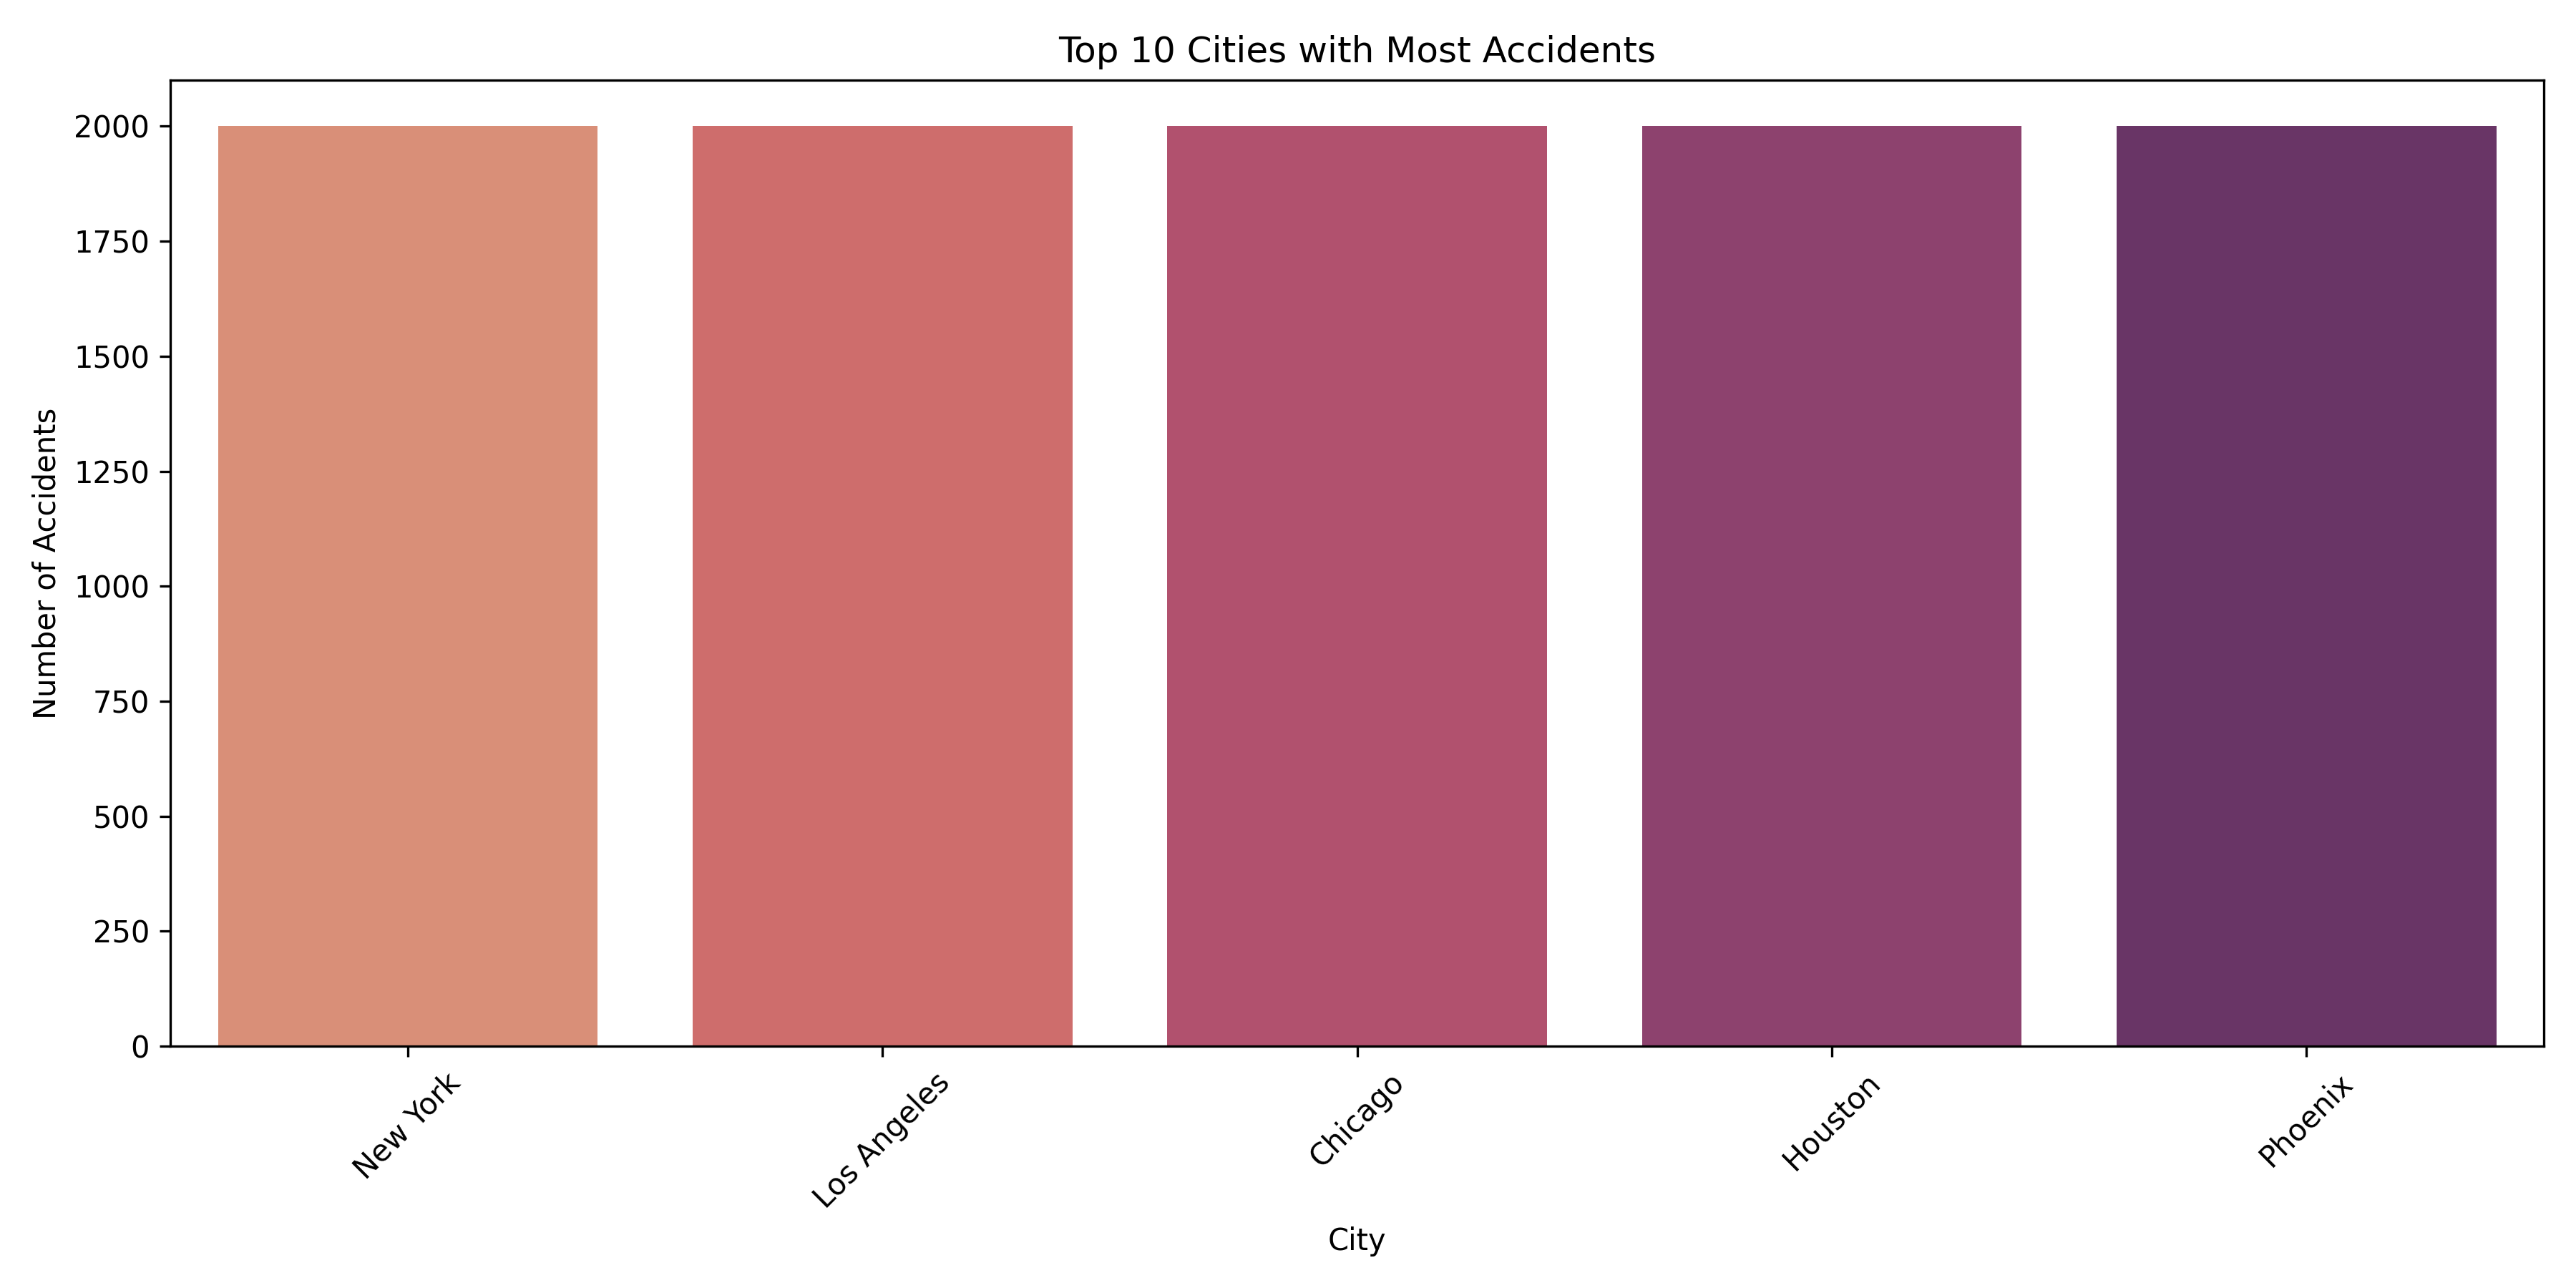 Top 10 Cities with Most Accidents
Number of Accidents
2000
1750
1500
1250
1000
750
500
250
0
New York
Los Angeles
Chicago
Houston
Phoenix
City